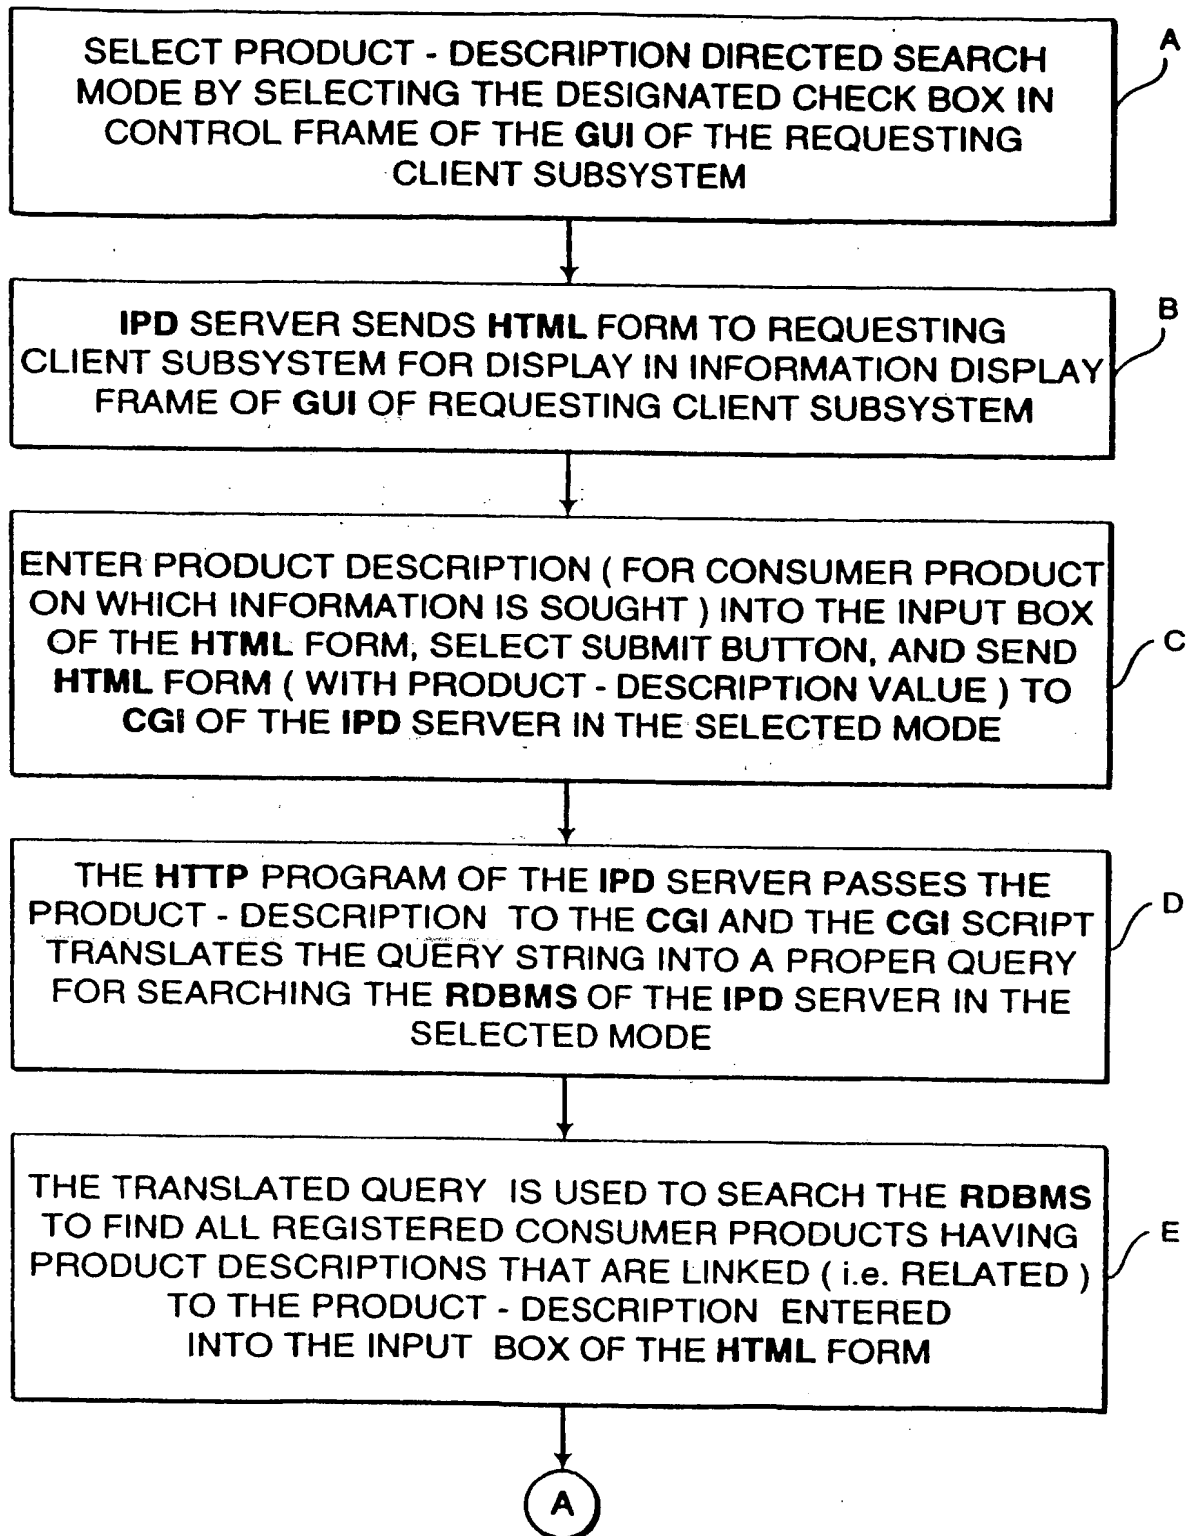 SELECT PRODUCT - DESCRIPTION DIRECTED SEARCH
MODE BY SELECTING THE DESIGNATED CHECK BOX IN
CONTROL FRAME OF THE GUI OF THE REQUESTING
CLIENT SUBSYSTEM
A
IPD SERVER SENDS HTML FORM TO REQUESTING
CLIENT SUBSYSTEM FOR DISPLAY IN INFORMATION DISPLAY
FRAME OF GUI OF REQUESTING CLIENT SUBSYSTEM
B
ENTER PRODUCT DESCRIPTION ( FOR CONSUMER PRODUCT
ON WHICH INFORMATION IS SOUGHT ) INTO THE INPUT BOX
OF THE HTML FORM, SELECT SUBMIT BUTTON, AND SEND
HTML FORM ( WITH PRODUCT - DESCRIPTION VALUE ) TO
CGI OF THE IPD SERVER IN THE SELECTED MODE
C
THE HTTP PROGRAM OF THE IPD SERVER PASSES THE
PRODUCT - DESCRIPTION TO THE CGI AND THE CGI SCRIPT
TRANSLATES THE QUERY STRING INTO A PROPER QUERY
FOR SEARCHING THE RDBMS OF THE IPD SERVER IN THE
SELECTED MODE
D
THE TRANSLATED QUERY IS USED TO SEARCH THE RDBMS
TO FIND ALL REGISTERED CONSUMER PRODUCTS HAVING
PRODUCT DESCRIPTIONS THAT ARE LINKED ( i.e. RELATED )
TO THE PRODUCT - DESCRIPTION ENTERED
INTO THE INPUT BOX OF THE HTML FORM
E
A